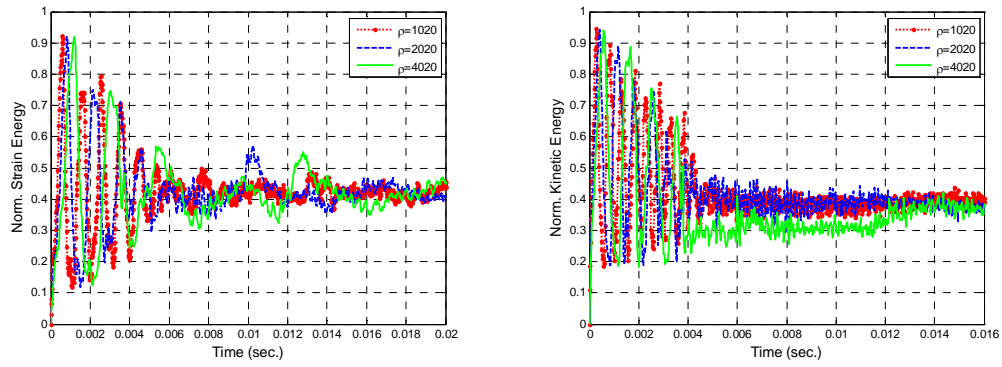 1
0.9
0.8
0.7
0.6
0.5
0.4
0.3
0.2
0.1
0
Norm. Strain Energy
ρ=1020
ρ=2020
ρ=4020
0 0.002 0.004 0.006 0.008 0.01 0.012 0.014 0.016 0.018 0.02
Time (sec.)
1
0.9
0.8
0.7
0.6
0.5
0.4
0.3
0.2
0.1
0
Norm. Kinetic Energy
ρ=1020
ρ=2020
ρ=4020
0 0.002 0.004 0.006 0.008 0.01 0.012 0.014 0.016
Time (sec.)